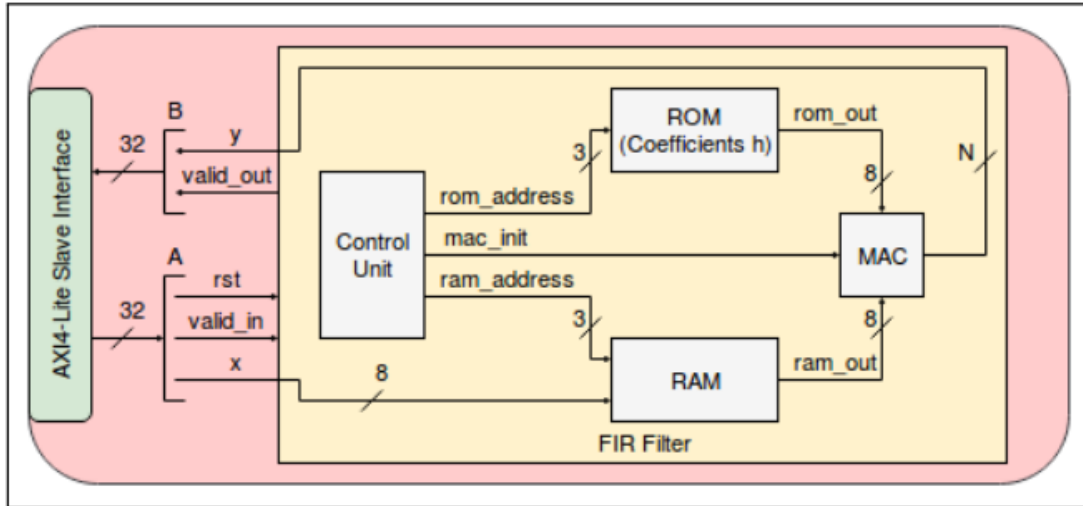 AXI4-Lite Slave Interface
32
B
y
valid_out
32
A
rst
valid_in
x
8
Control
Unit
rom_address
mac_init
ram_address
3
3
ROM
(Coefficients h)
rom_out
8
N
MAC
8
RAM
ram_out
FIR Filter